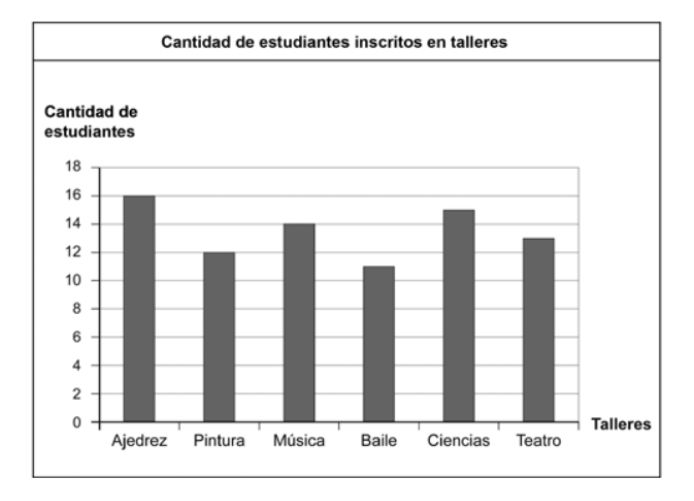 Cantidad de estudiantes inscritos en talleres
Cantidad de
estudiantes
18
16
14
12
10
8
6
4
2
0
Ajedrez Pintura Música Baile Ciencias Teatro
Talleres